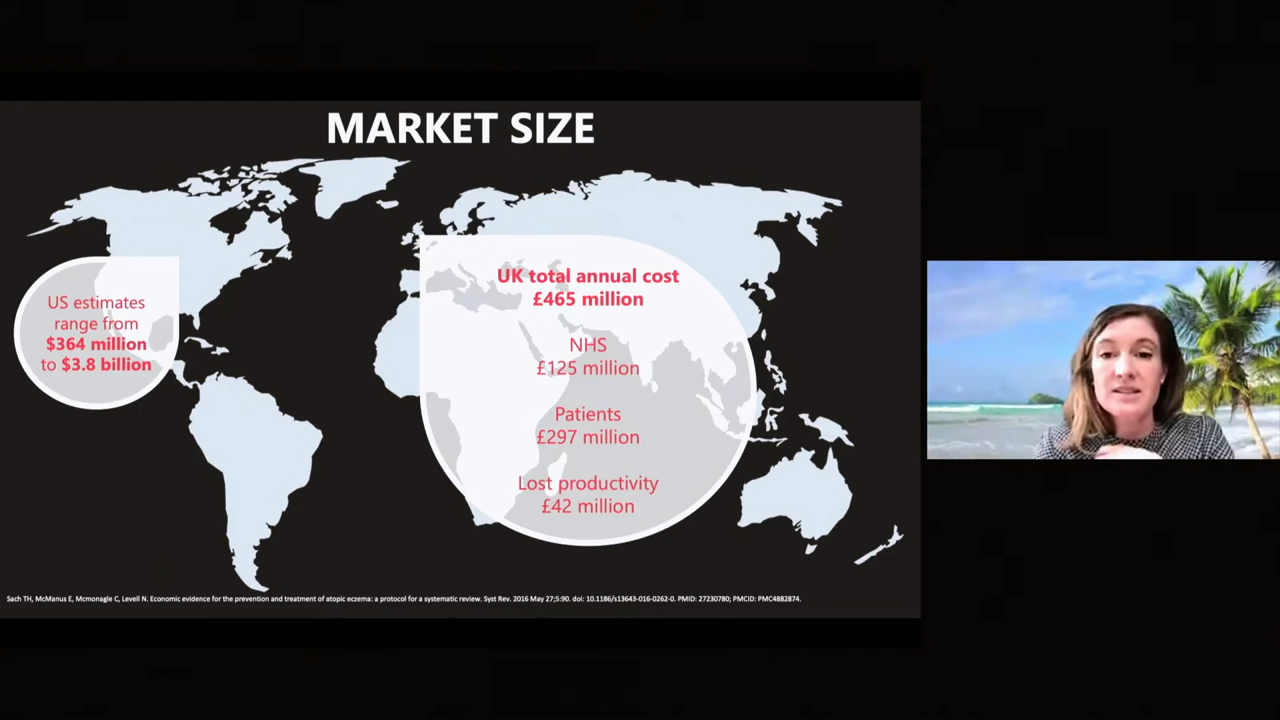 MARKET SIZE
US estimates
range from
$364 million
to $3.8 billion
UK total annual cost
£465 million
NHS
£125 million
Patients
£297 million
Lost productivity
£42 million
Sach TH, McManus E, Mcmonagle C, Levell N. Economic evidence for the prevention and treatment of atopic eczema: a protocol for a systematic review. Syst Rev. 2016 May 27;5:90. doi: 10.1186/s13643-016-0262-0. PMID: 27230780; PMCID: PMC4882874.